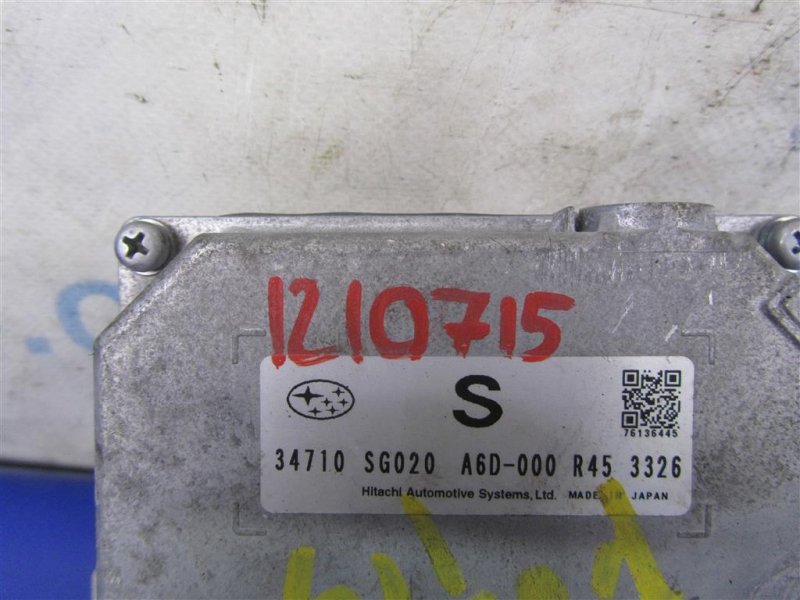 1210715
S
76136445
34710 SG020 A6D-000 R45 3326
Hitachi Automotive Systems, Ltd. MADE IN JAPAN